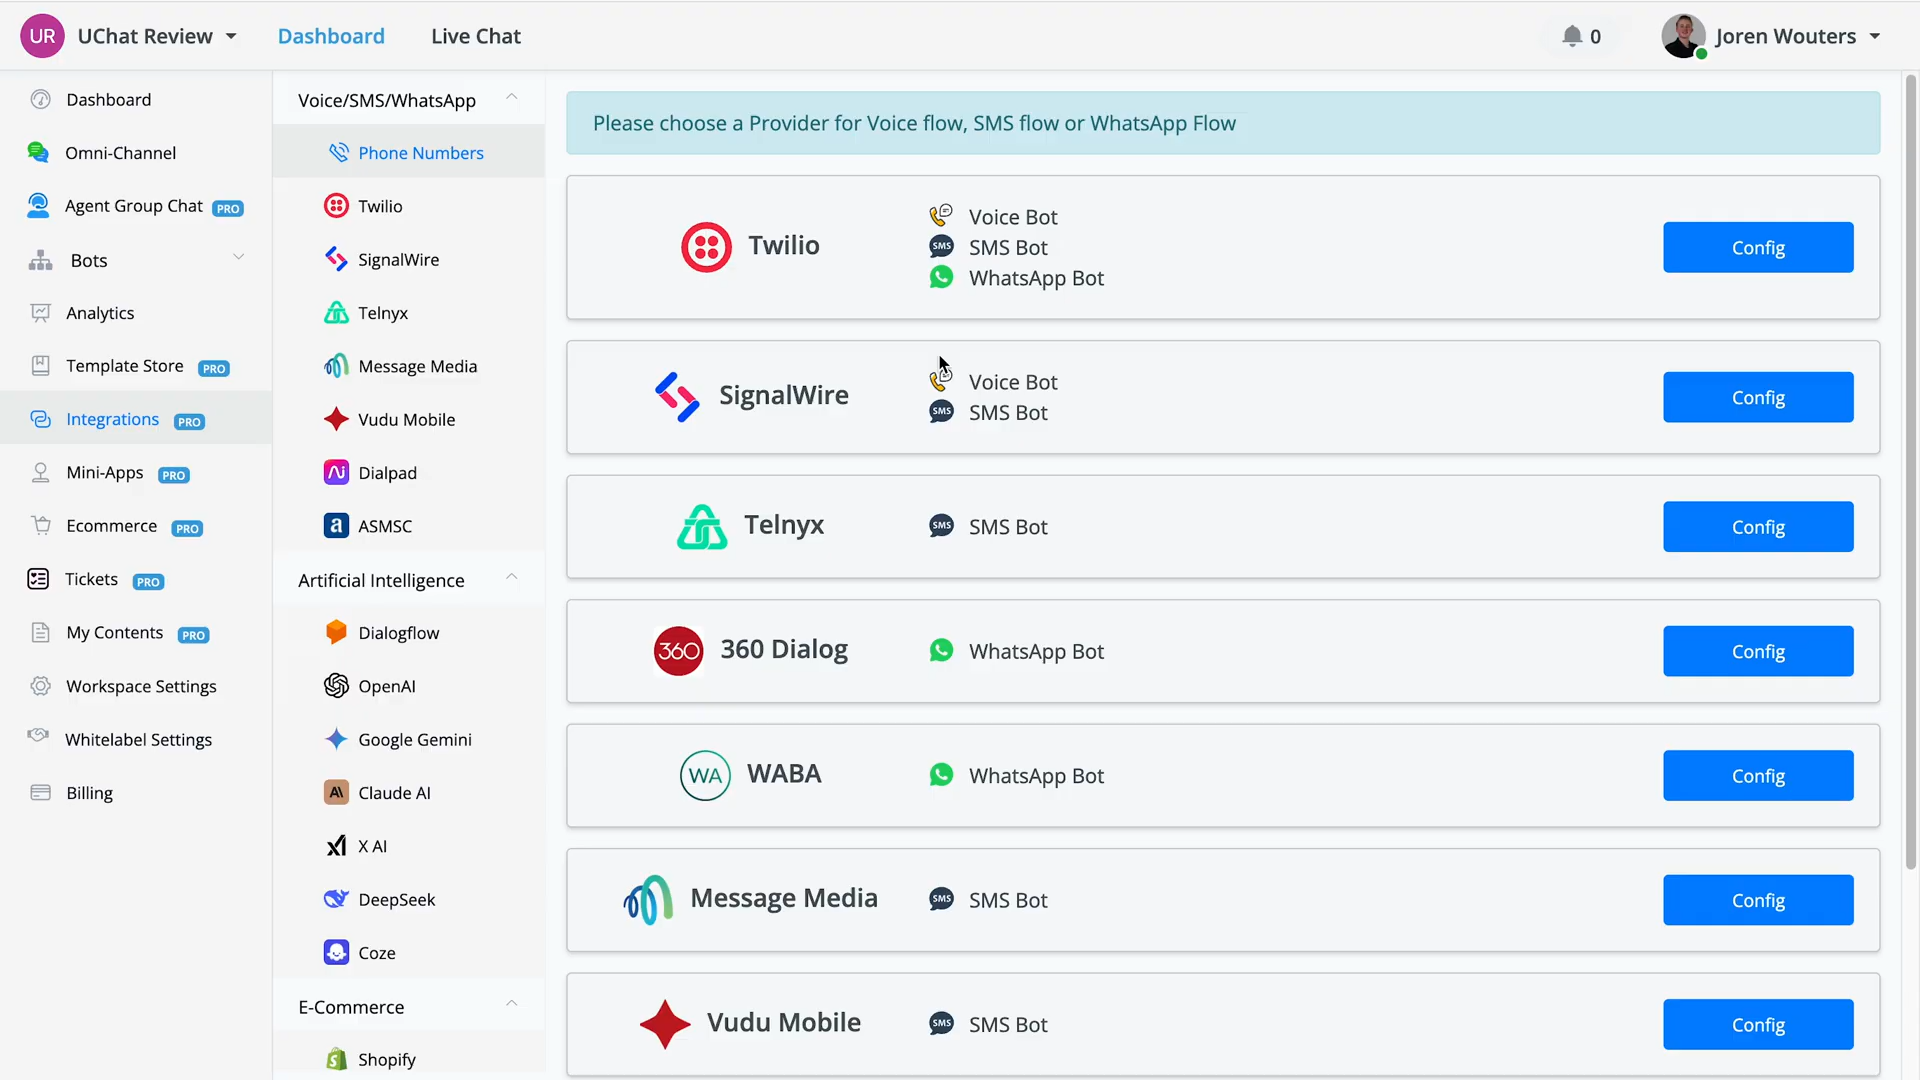 UR UChat Review Dashboard Live Chat 0 Joren Wouters
Dashboard
Omni-Channel
Agent Group Chat PRO
Bots
Analytics
Template Store PRO
Integrations PRO
Mini-Apps PRO
Ecommerce PRO
Tickets PRO
My Contents PRO
Workspace Settings
Whitelabel Settings
Billing
Voice/SMS/WhatsApp
Phone Numbers
Twilio
SignalWire
Telnyx
Message Media
Vudu Mobile
Dialpad
a ASMSC
Artificial Intelligence
Dialogflow
OpenAI
Google Gemini
Claude AI
X AI
DeepSeek
Coze
E-Commerce
Shopify
Please choose a Provider for Voice flow, SMS flow or WhatsApp Flow
Twilio
Voice Bot
SMS SMS Bot
WhatsApp Bot
Config
SignalWire
Voice Bot
SMS SMS Bot
Config
Telnyx
SMS SMS Bot
Config
360 360 Dialog
WhatsApp Bot
Config
WA WABA
WhatsApp Bot
Config
Message Media
SMS SMS Bot
Config
Vudu Mobile
SMS SMS Bot
Config